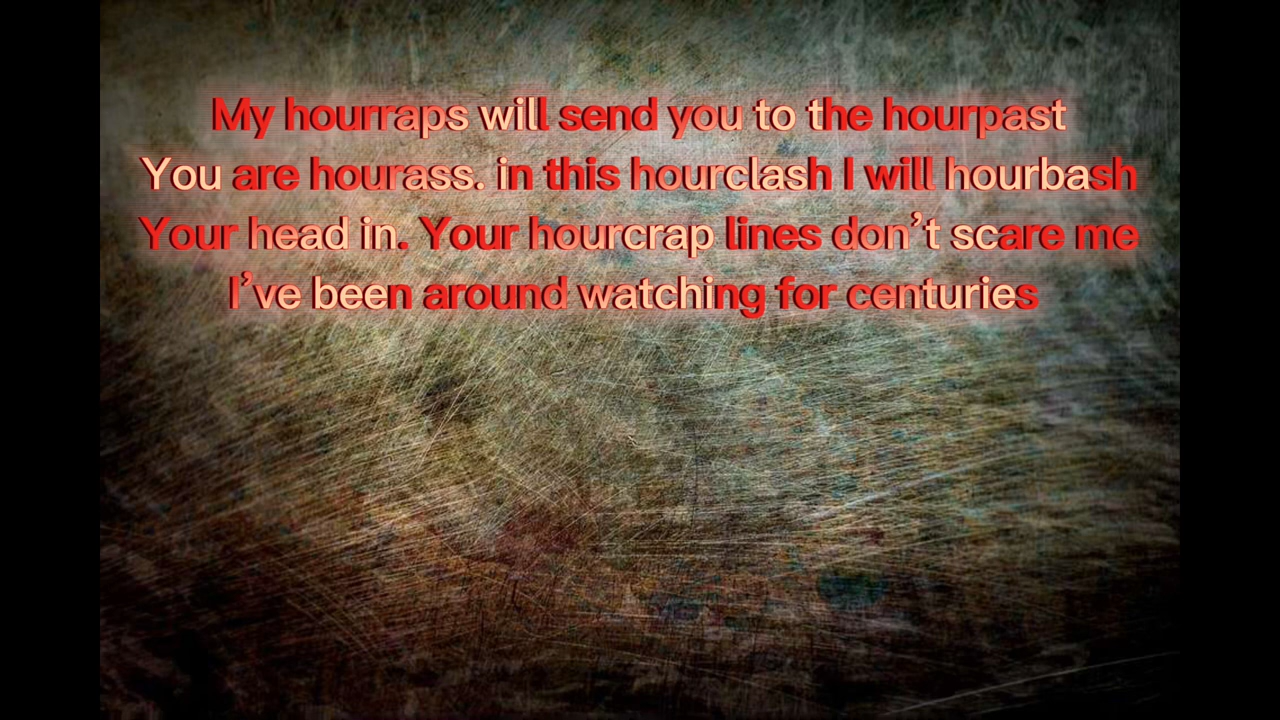 My hourraps will send you to the hourpast
You are hourass. in this hourclash I will hourbash
Your head in. Your hourcrap lines don't scare me
I've been around watching for centuries